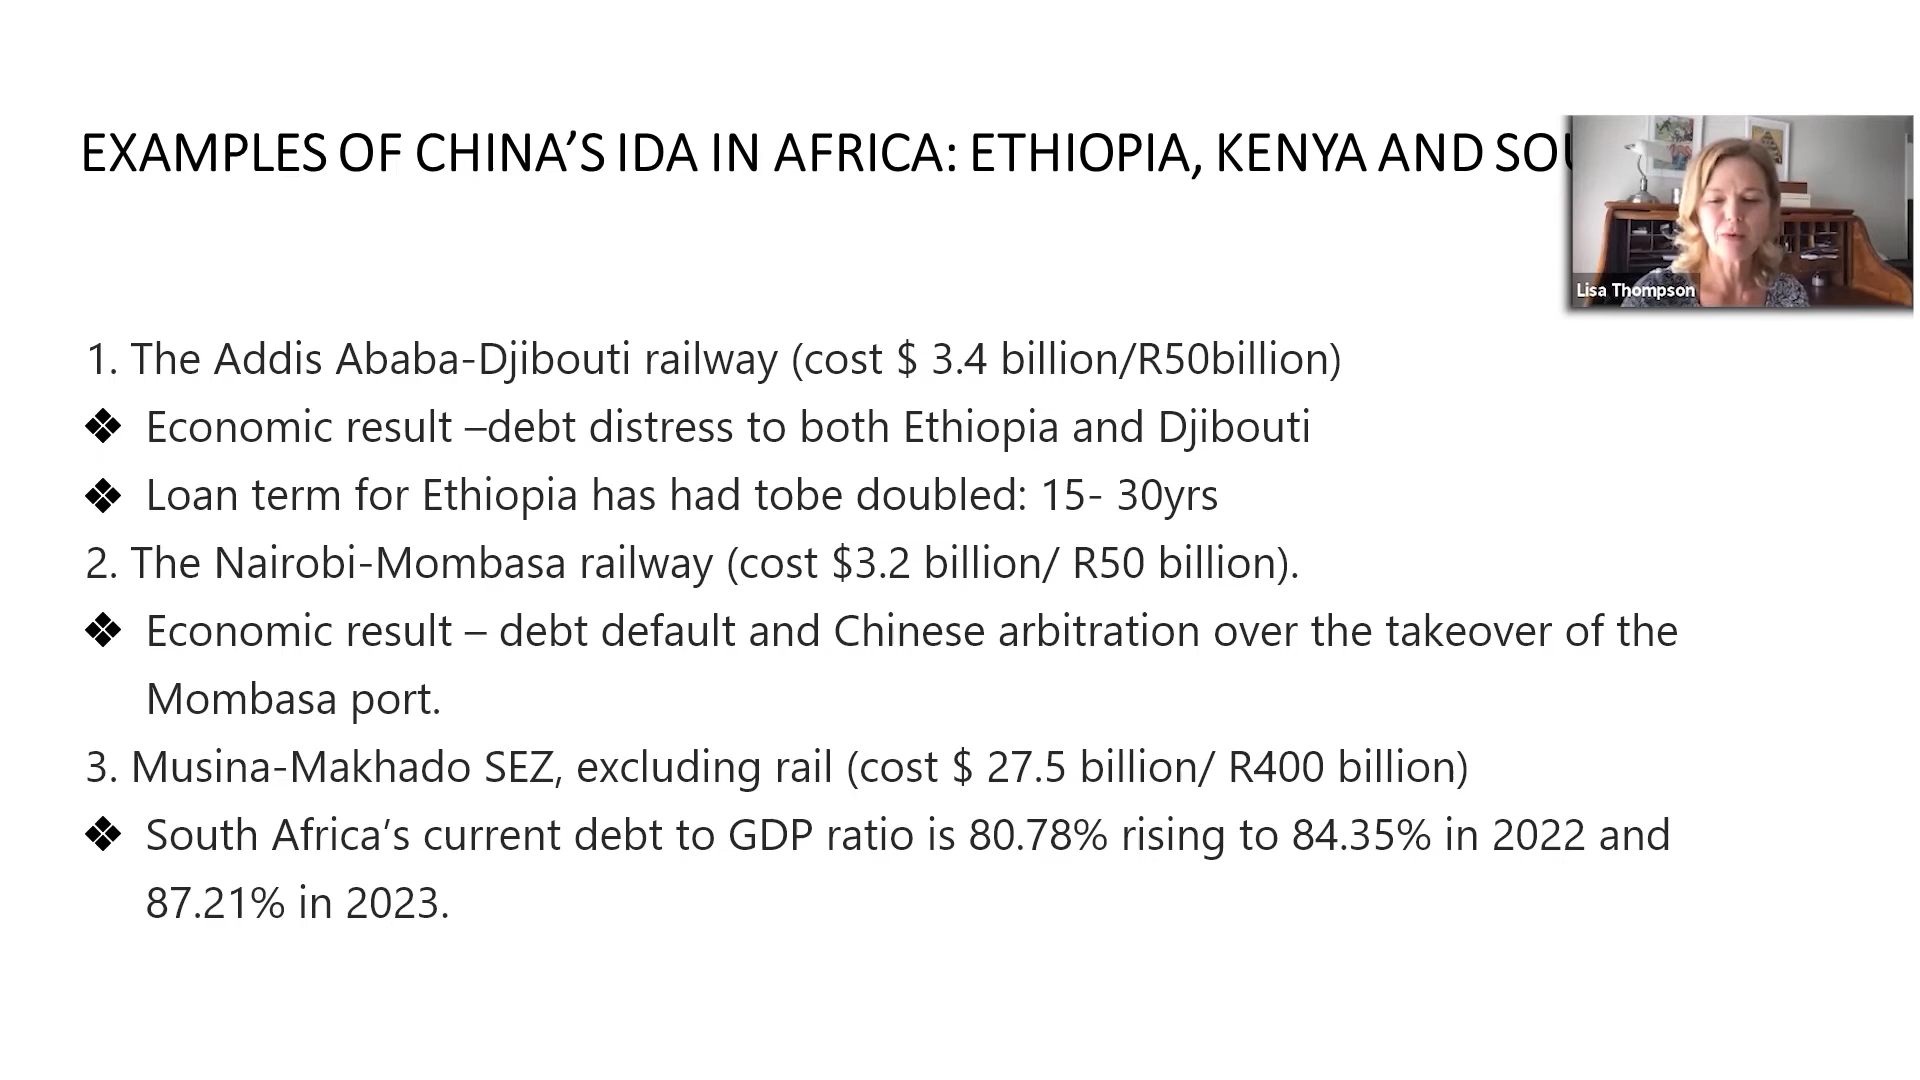 EXAMPLES OF CHINA’S IDA IN AFRICA: ETHIOPIA, KENYA AND
Lisa Thompson
1. The Addis Ababa-Djibouti railway (cost $ 3.4 billion/R50billion)
❖ Economic result –debt distress to both Ethiopia and Djibouti
❖ Loan term for Ethiopia has had tobe doubled: 15- 30yrs
2. The Nairobi-Mombasa railway (cost $3.2 billion/ R50 billion).
❖ Economic result – debt default and Chinese arbitration over the takeover of the
Mombasa port.
3. Musina-Makhado SEZ, excluding rail (cost $ 27.5 billion/ R400 billion)
❖ South Africa’s current debt to GDP ratio is 80.78% rising to 84.35% in 2022 and
87.21% in 2023.